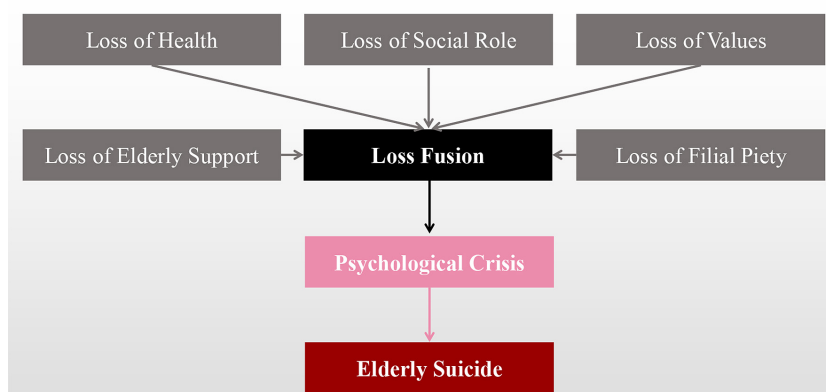 Loss of Health
Loss of Social Role
Loss of Values
Loss of Elderly Support
Loss Fusion
Loss of Filial Piety
Psychological Crisis
Elderly Suicide